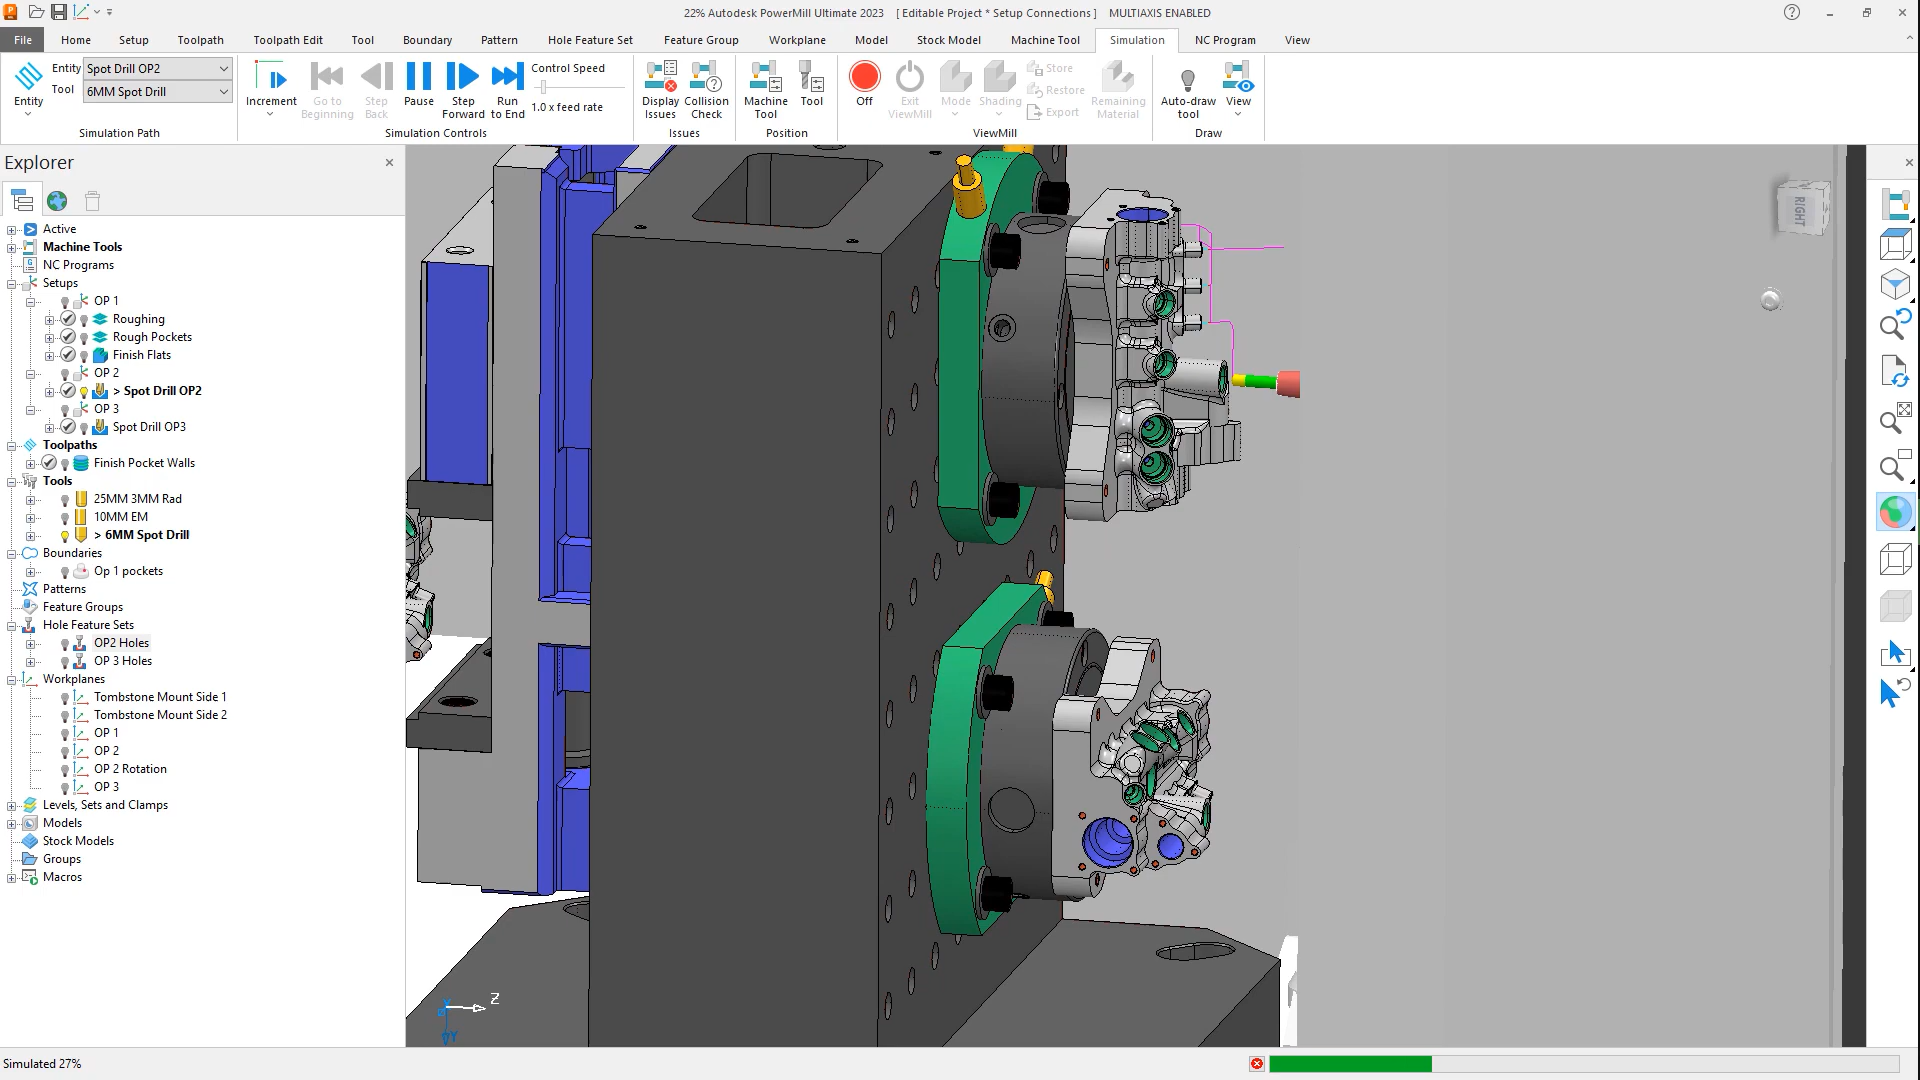 22% Autodesk PowerMill Ultimate 2023 [ Editable Project * Setup Connections ] MULTIAXIS ENABLED
File Home Setup Toolpath Toolpath Edit Tool Boundary Pattern Hole Feature Set Feature Group Workplane Model Stock Model Machine Tool Simulation NC Program View
Entity
Entity Spot Drill OP2
Tool 6MM Spot Drill
Simulation Path
Increment
Go to Beginning
Step Back
Pause
Step Forward
Run to End
Control Speed
1.0 x feed rate
Simulation Controls
Display Issues
Collision Check
Issues
Machine Tool
Tool
Position
Off
Exit ViewMill
Mode
Shading
Store
Restore
Export
Remaining Material
ViewMill
Auto-draw tool
View
Draw
Explorer
Active
Machine Tools
NC Programs
Setups
OP 1
Roughing
Rough Pockets
Finish Flats
OP 2
> Spot Drill OP2
OP 3
Spot Drill OP3
Toolpaths
Finish Pocket Walls
Tools
25MM 3MM Rad
10MM EM
> 6MM Spot Drill
Boundaries
Op 1 pockets
Patterns
Feature Groups
Hole Feature Sets
OP2 Holes
OP 3 Holes
Workplanes
Tombstone Mount Side 1
Tombstone Mount Side 2
OP 1
OP 2
OP 2 Rotation
OP 3
Levels, Sets and Clamps
Models
Stock Models
Groups
Macros
RIGHT
Z
Y
Simulated 27%